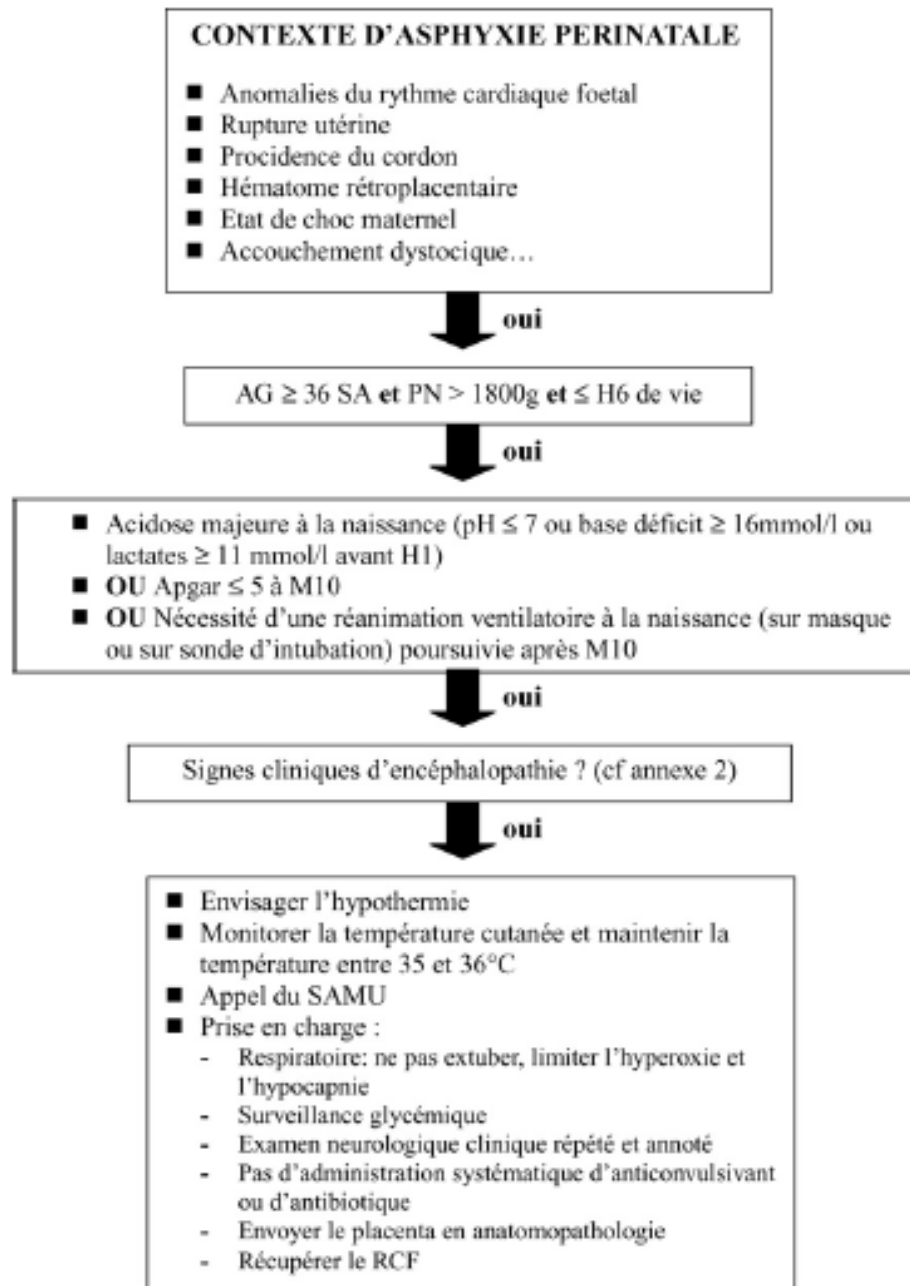 CONTEXTE D'ASPHYXIE PERINATALE
■ Anomalies du rythme cardiaque foetal
■ Rupture utérine
■ Procidence du cordon
■ Hématome rétroplacentaire
■ Etat de choc maternel
■ Accouchement dystocique…
oui
AG ≥ 36 SA et PN > 1800g et ≤ H6 de vie
oui
■ Acidose majeure à la naissance (pH ≤ 7 ou base déficit ≥ 16mmol/l ou
lactates ≥ 11 mmol/l avant H1)
■ OU Apgar ≤ 5 à M10
■ OU Nécessité d'une réanimation ventilatoire à la naissance (sur masque
ou sur sonde d'intubation) poursuivie après M10
oui
Signes cliniques d'encéphalopathie ? (cf annexe 2)
oui
■ Envisager l'hypothermie
■ Monitorer la température cutanée et maintenir la
température entre 35 et 36°C
■ Appel du SAMU
■ Prise en charge :
- Respiratoire: ne pas extuber, limiter l'hyperoxie et
l'hypocapnie
- Surveillance glycémique
- Examen neurologique clinique répété et annoté
- Pas d'administration systématique d'anticonvulsivant
ou d'antibiotique
- Envoyer le placenta en anatomopathologie
- Récupérer le RCF